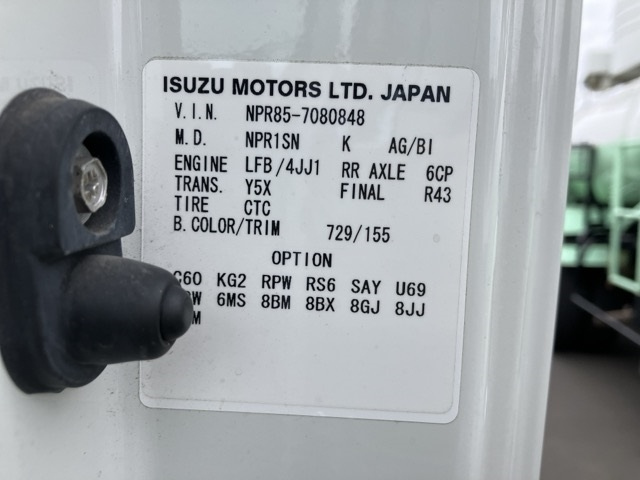 ISUZU MOTORS LTD. JAPAN
V.I.N. NPR85-7080848
M.D. NPR1SN K AG/BI
ENGINE LFB/4JJ1 RR AXLE 6CP
TRANS. Y5X FINAL R43
TIRE CTC
B.COLOR/TRIM 729/155
OPTION
C60 KG2 RPW RS6 SAY U69
6MS 8BM 8BX 8GJ 8JJ